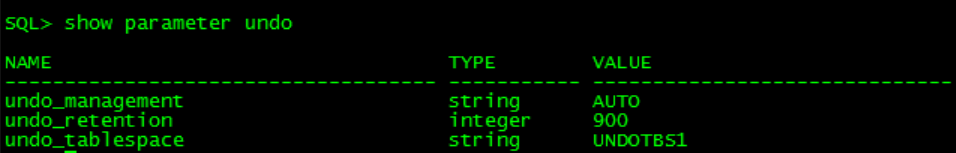 SQL> show parameter undo
NAME                                 TYPE        VALUE
------------------------------------ ----------- ------------------------------
undo_management                      string      AUTO
undo_retention                       integer     900
undo_tablespace                      string      UNDOTBS1